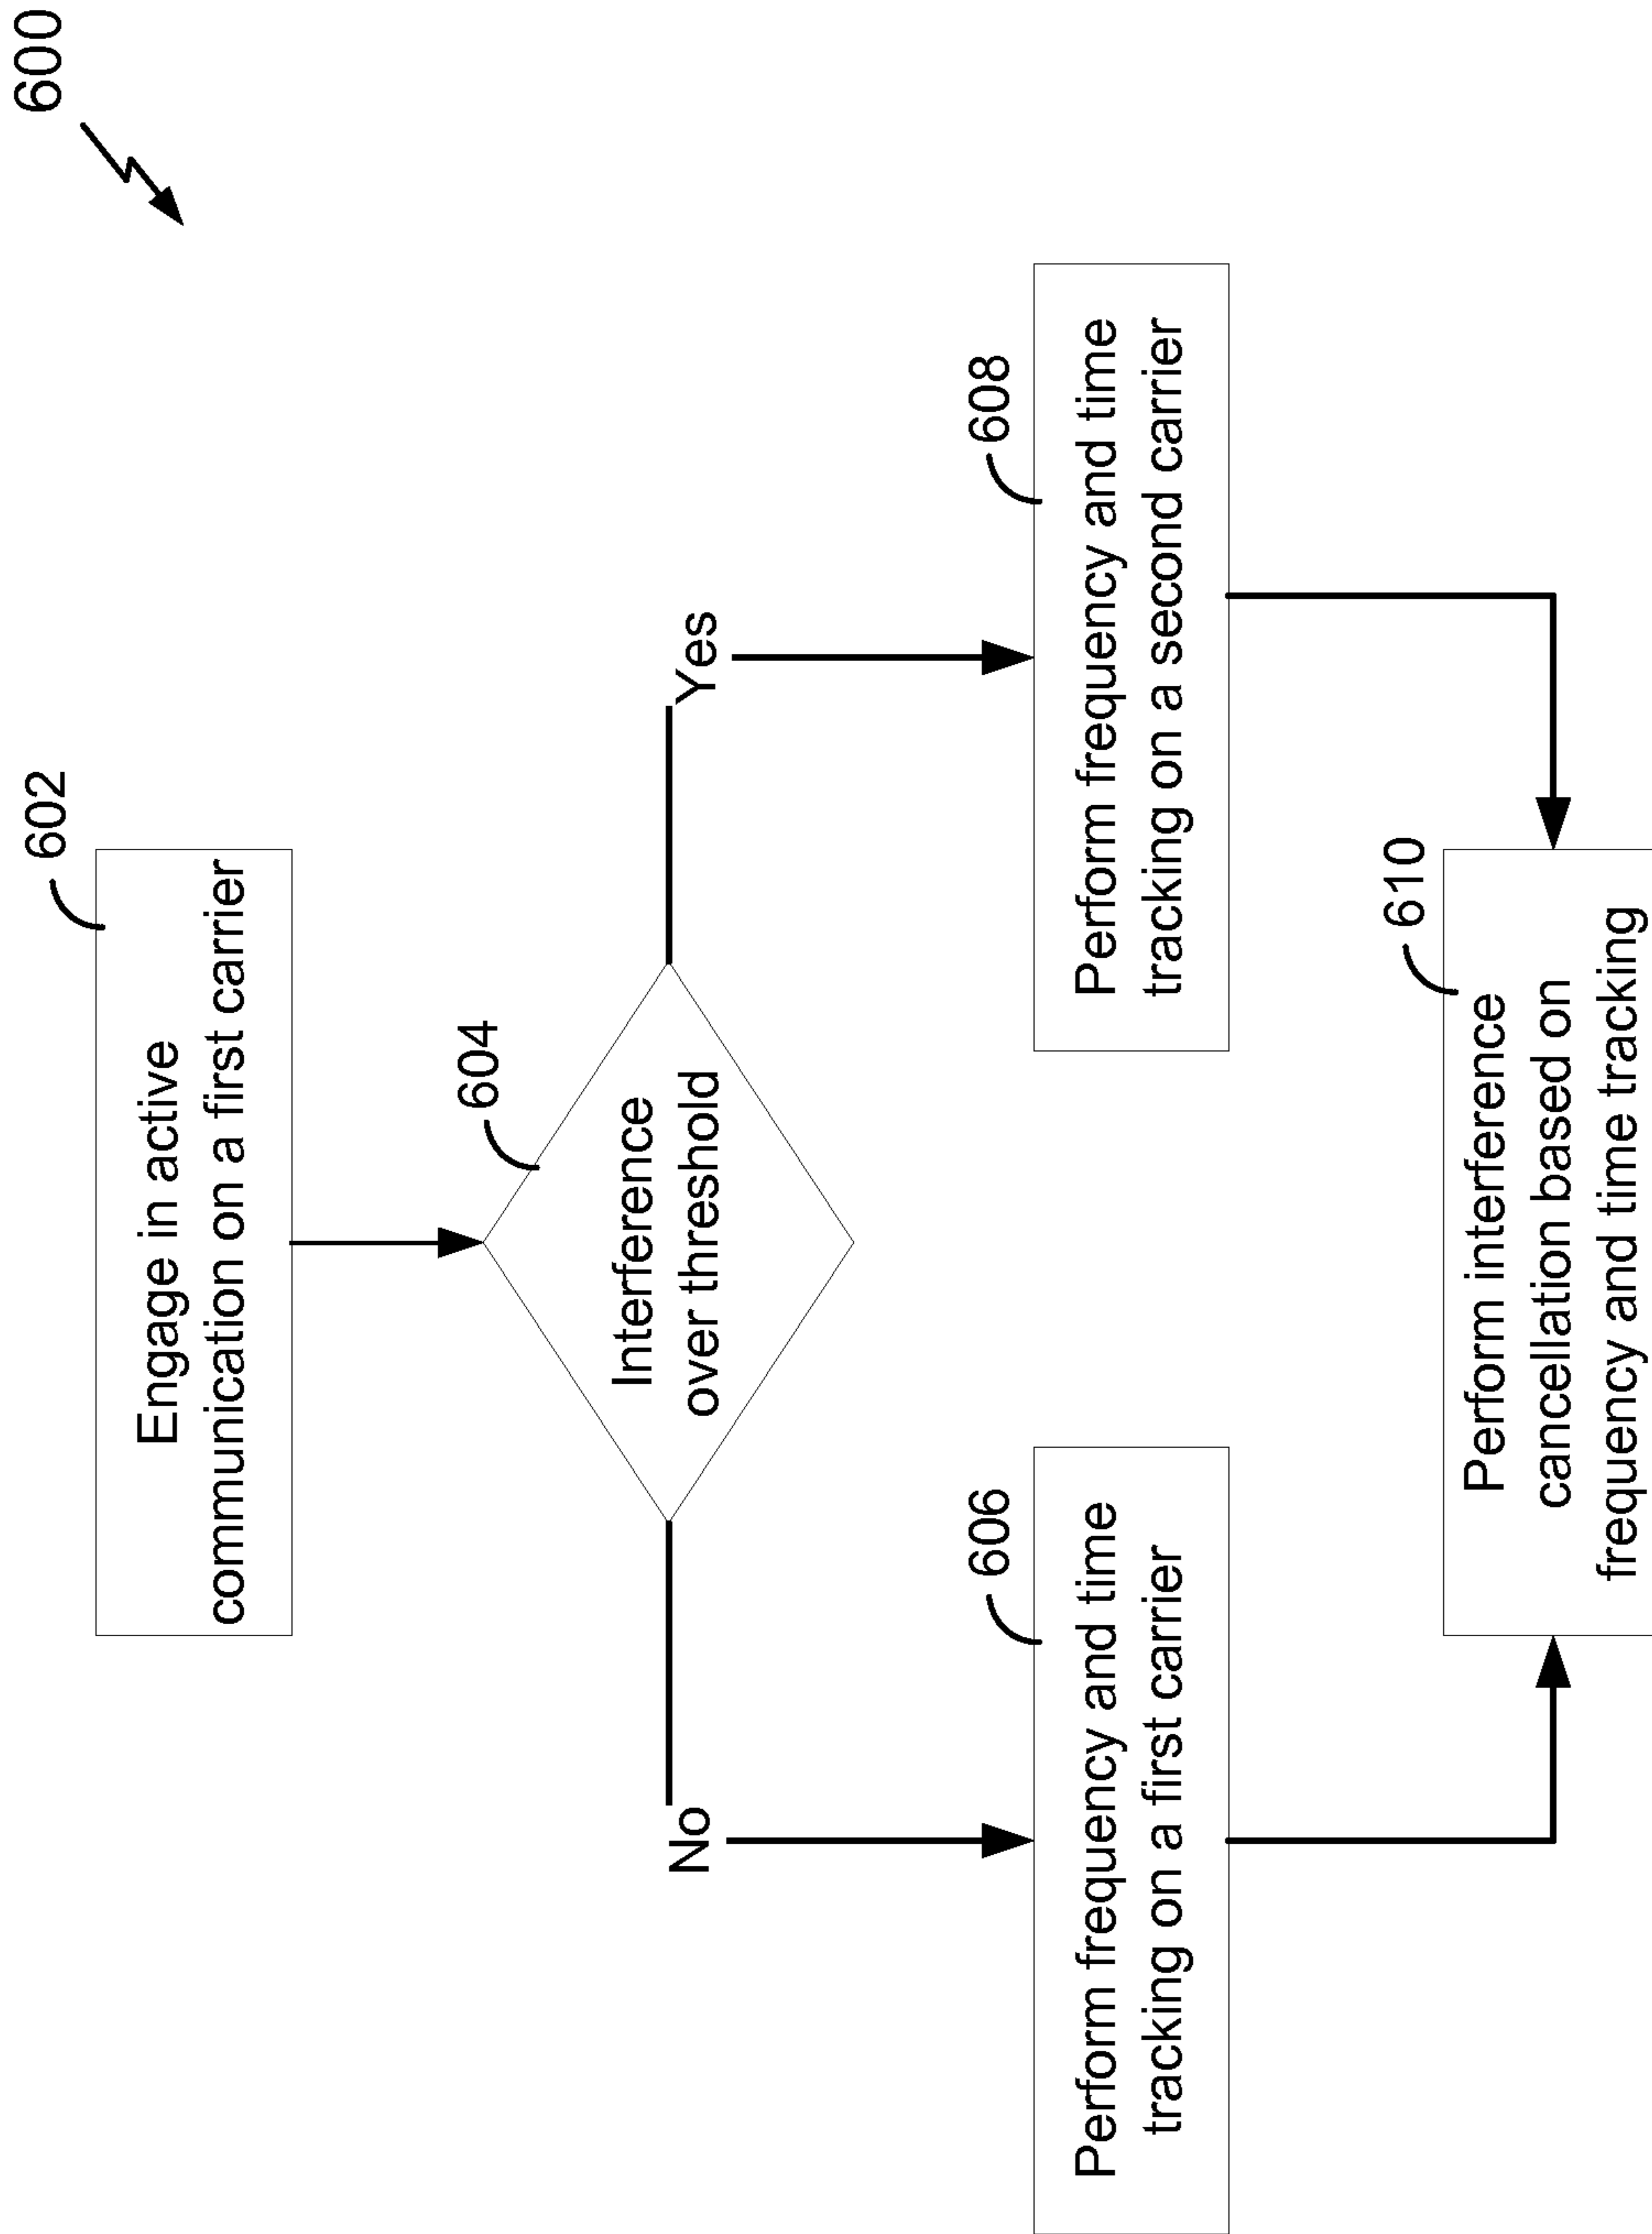 600
602
Engage in active
communication on a first carrier
604
Interference
over threshold
No
Yes
606
Perform frequency and time
tracking on a first carrier
608
Perform frequency and time
tracking on a second carrier
610
Perform interference
cancellation based on
frequency and time tracking